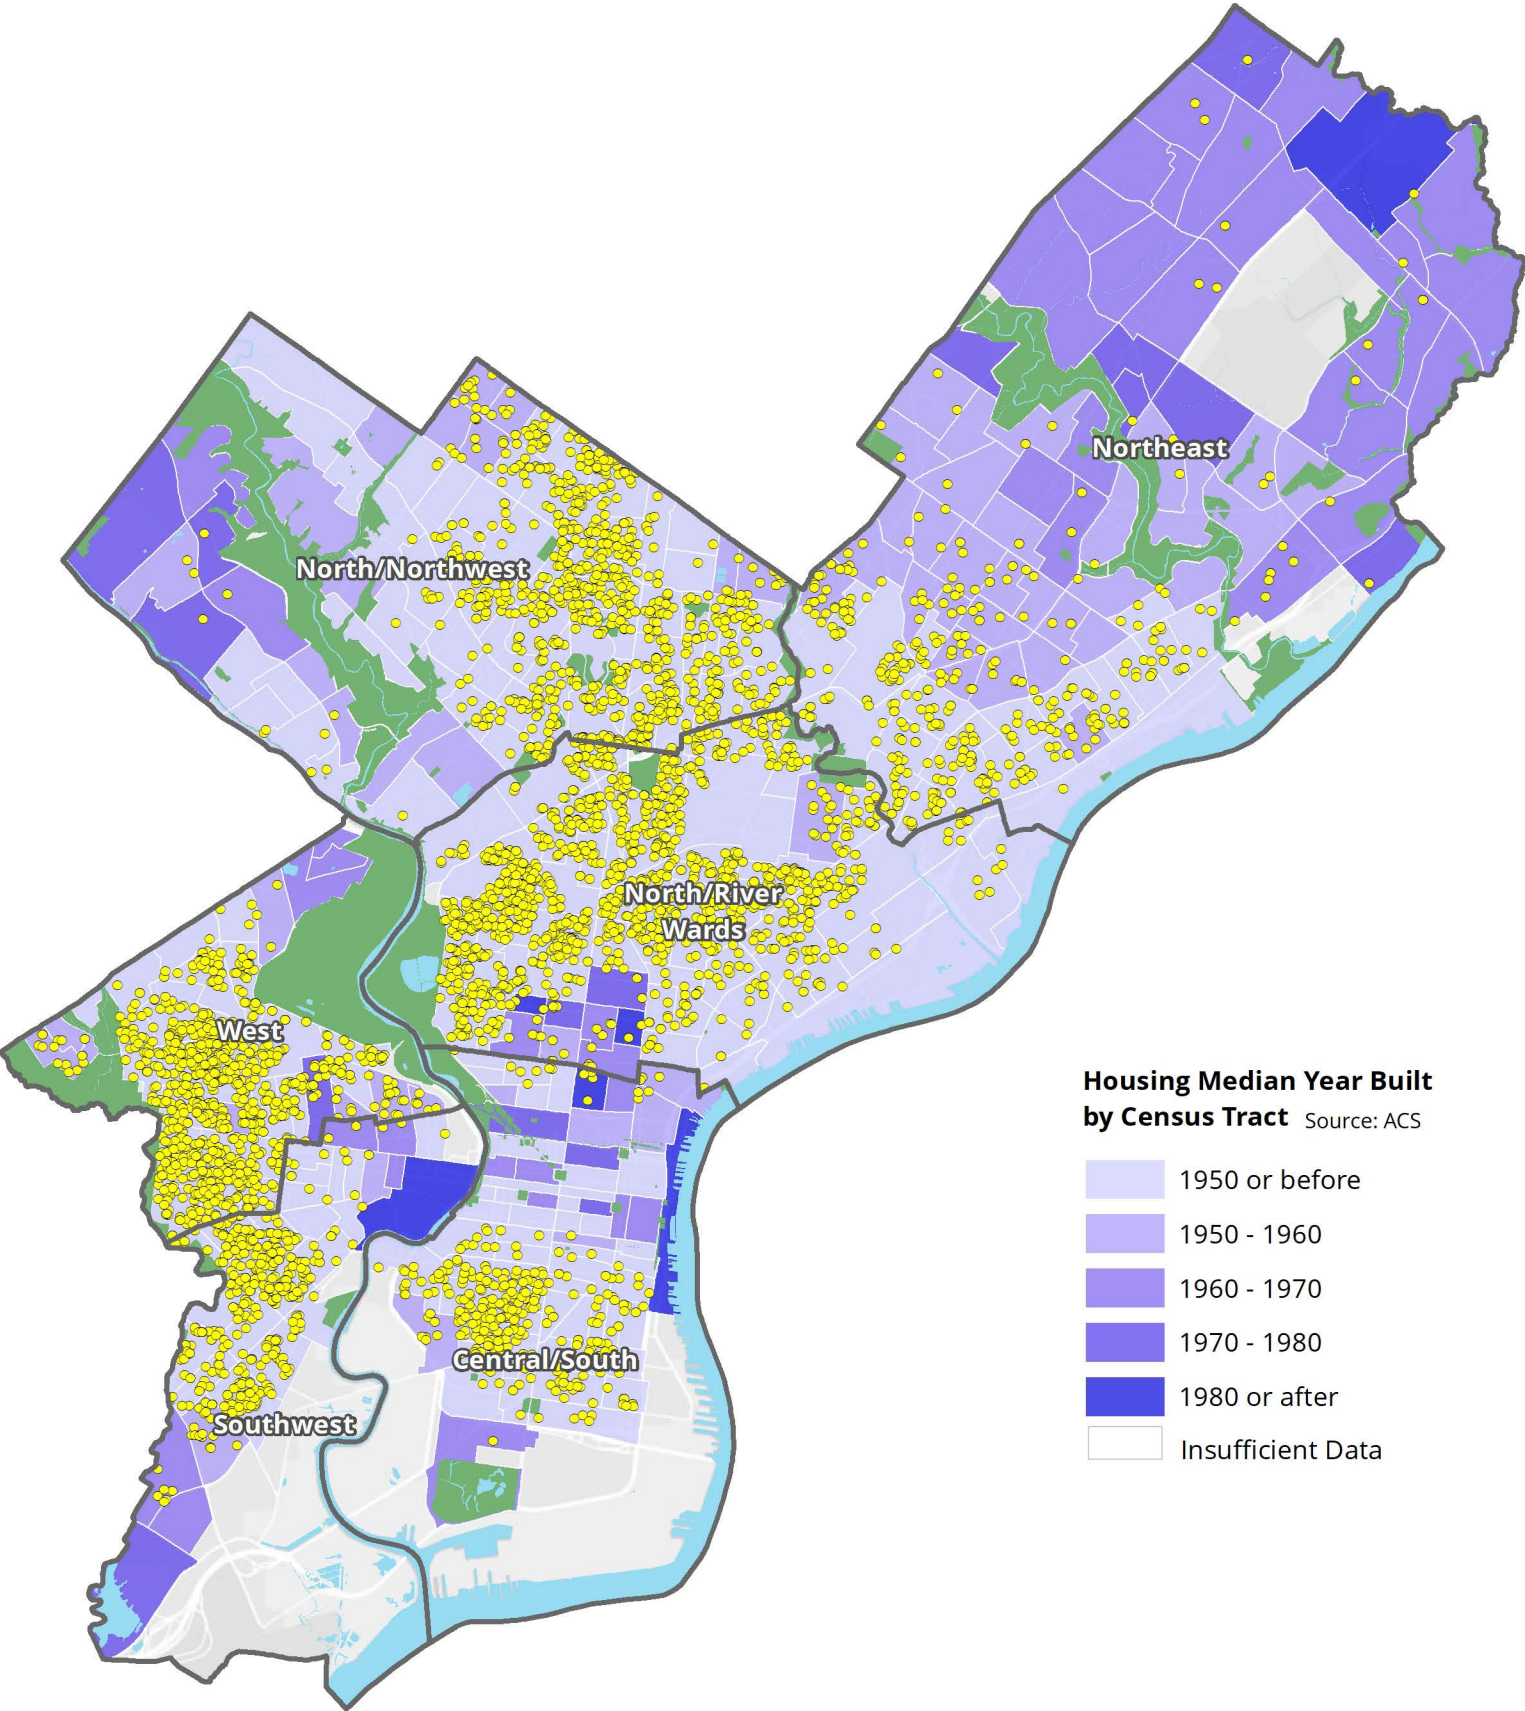 Northeast
North/Northwest
North/River
Wards
West
Central/South
Southwest
Housing Median Year Built
by Census Tract Source: ACS
1950 or before
1950 - 1960
1960 - 1970
1970 - 1980
1980 or after
Insufficient Data